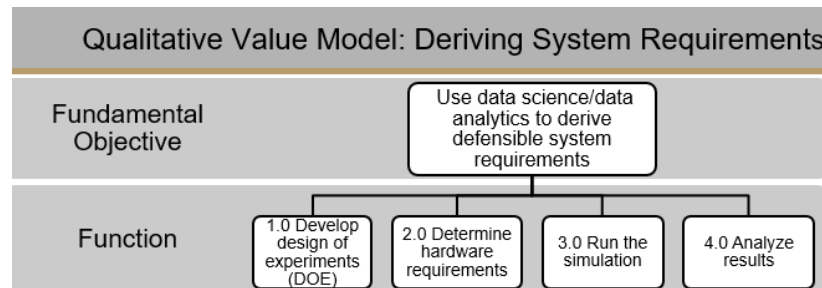 Qualitative Value Model: Deriving System Requirements
Fundamental
Objective
Use data science/data
analytics to derive
defensible system
requirements
Function
1.0 Develop
design of
experiments
(DOE)
2.0 Determine
hardware
requirements
3.0 Run the
simulation
4.0 Analyze
results